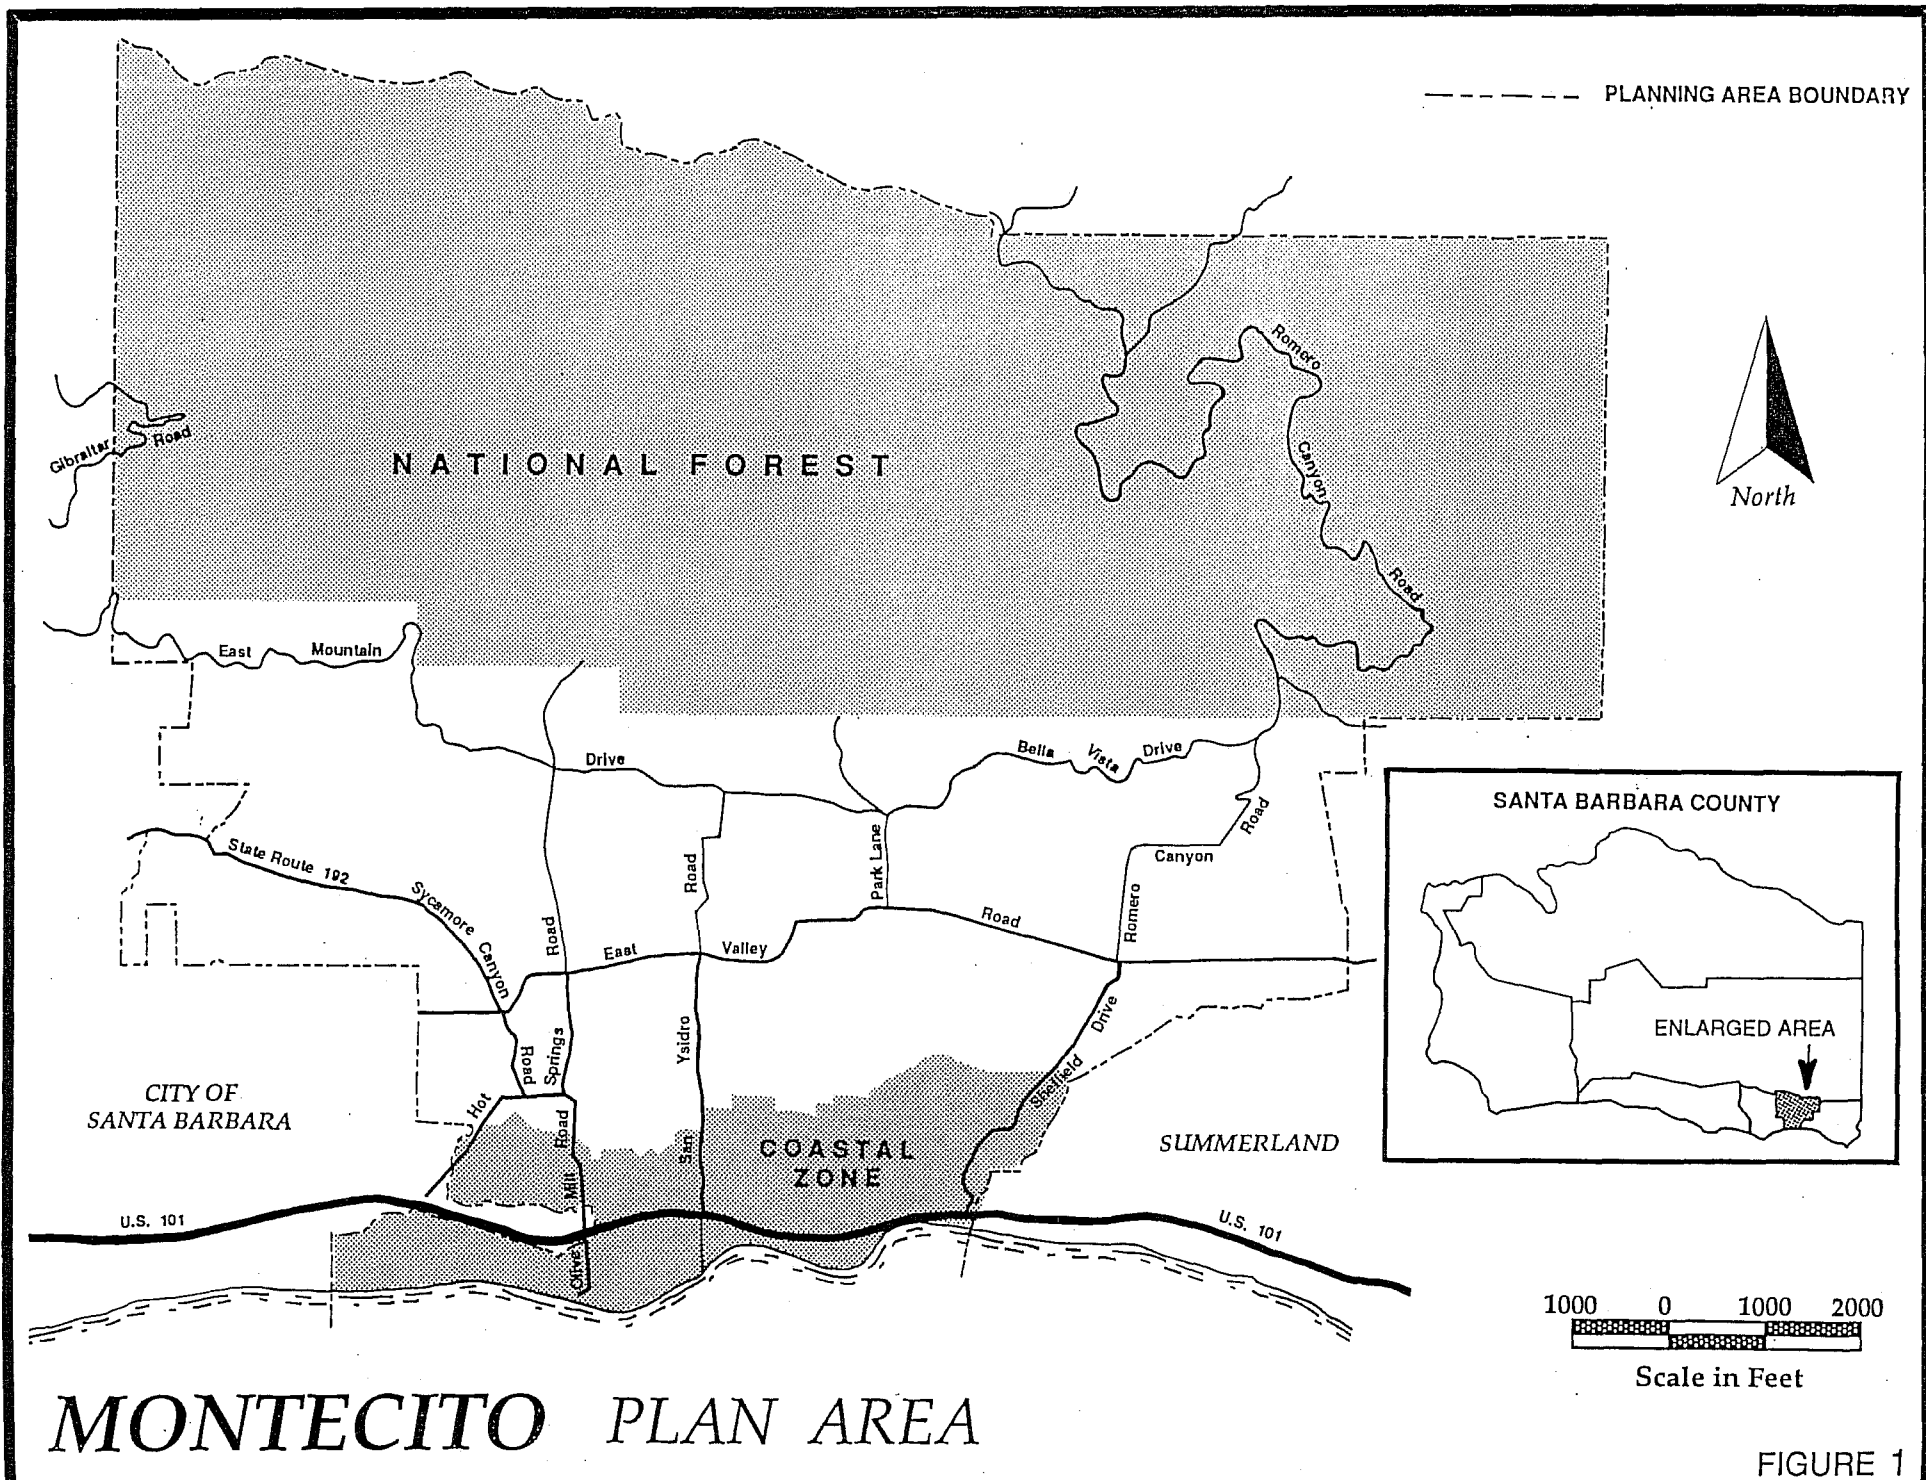 PLANNING AREA BOUNDARY
Romero
Canyon
Road
Gibraltar Road
NATIONAL FOREST
North
East Mountain
Drive
Bella Vista Drive
Road
Canyon
Romero
State Route 192
Sycamore Canyon
Road
Road
Park Lane
Road
East Valley
Road
SANTA BARBARA COUNTY
ENLARGED AREA
Ysidro
San
Springs
Hot
Road
Mill
Olive
Drive
Sheffield
CITY OF
SANTA BARBARA
COASTAL
ZONE
SUMMERLAND
U.S. 101
U.S. 101
1000 0 1000 2000
Scale in Feet
MONTECITO PLAN AREA
FIGURE 1